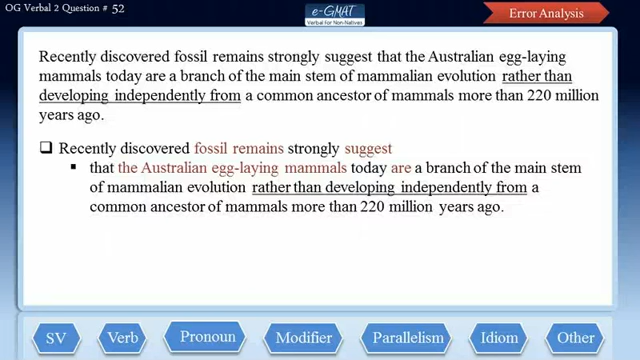 OG Verbal 2 Question # 52
e-GMAT
Verbal for Non-Natives
Error Analysis
Recently discovered fossil remains strongly suggest that the Australian egg-laying
mammals today are a branch of the main stem of mammalian evolution rather than
developing independently from a common ancestor of mammals more than 220 million
years ago.
❑ Recently discovered fossil remains strongly suggest
▪ that the Australian egg-laying mammals today are a branch of the main stem
of mammalian evolution rather than developing independently from a
common ancestor of mammals more than 220 million years ago.
SV
Verb
Pronoun
Modifier
Parallelism
Idiom
Other